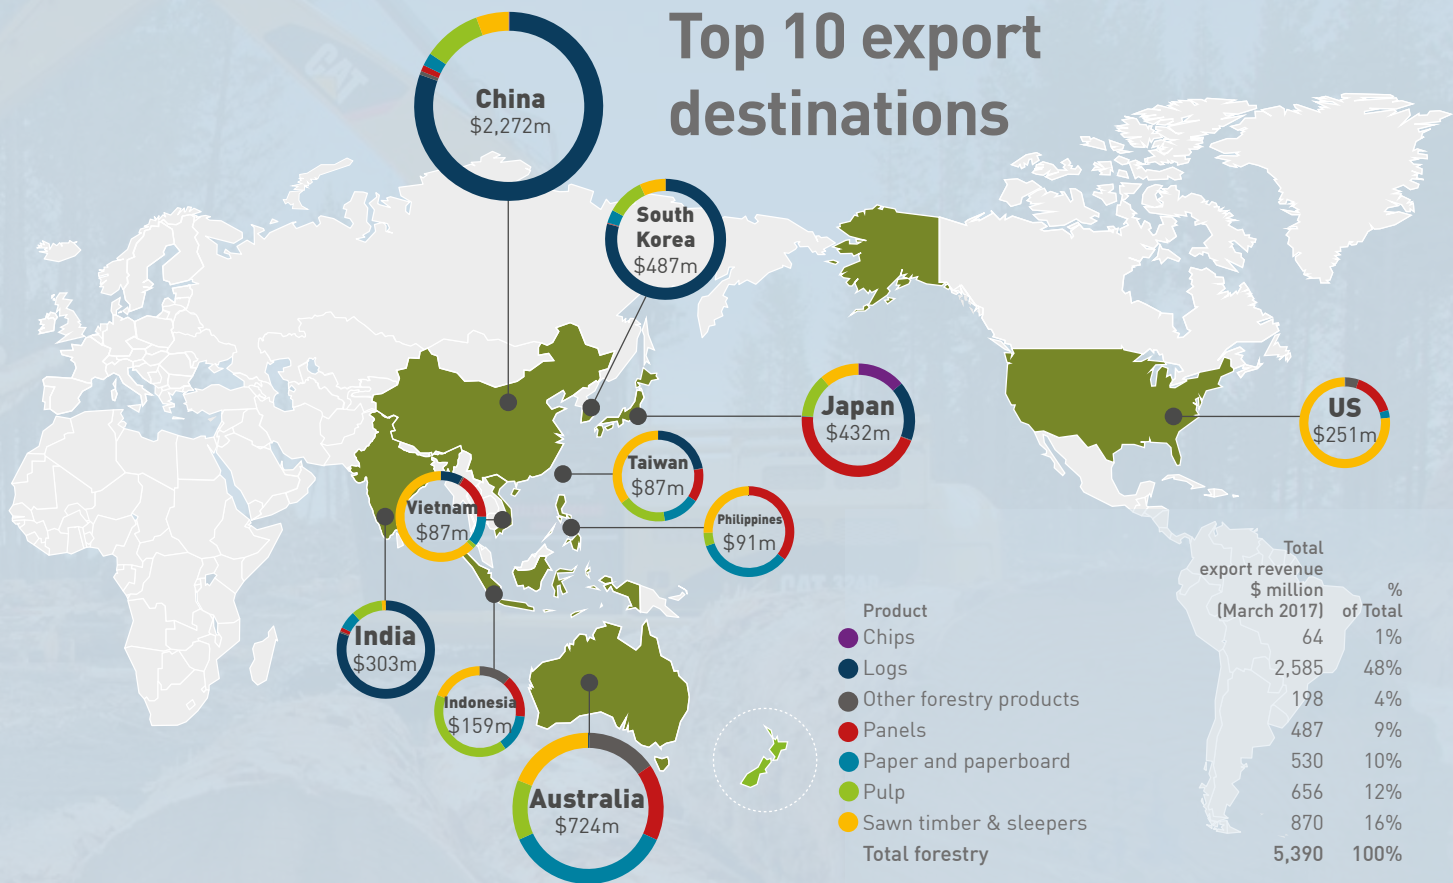 Top 10 export
destinations
China
$2,272m
South
Korea
$487m
Japan
$432m
US
$251m
Taiwan
$87m
Vietnam
$87m
Philippines
$91m
India
$303m
Indonesia
$159m
Australia
$724m
Total
export revenue
$ million %
(March 2017) of Total
Product
Chips 64 1%
Logs 2,585 48%
Other forestry products 198 4%
Panels 487 9%
Paper and paperboard 530 10%
Pulp 656 12%
Sawn timber & sleepers 870 16%
Total forestry 5,390 100%
CAT